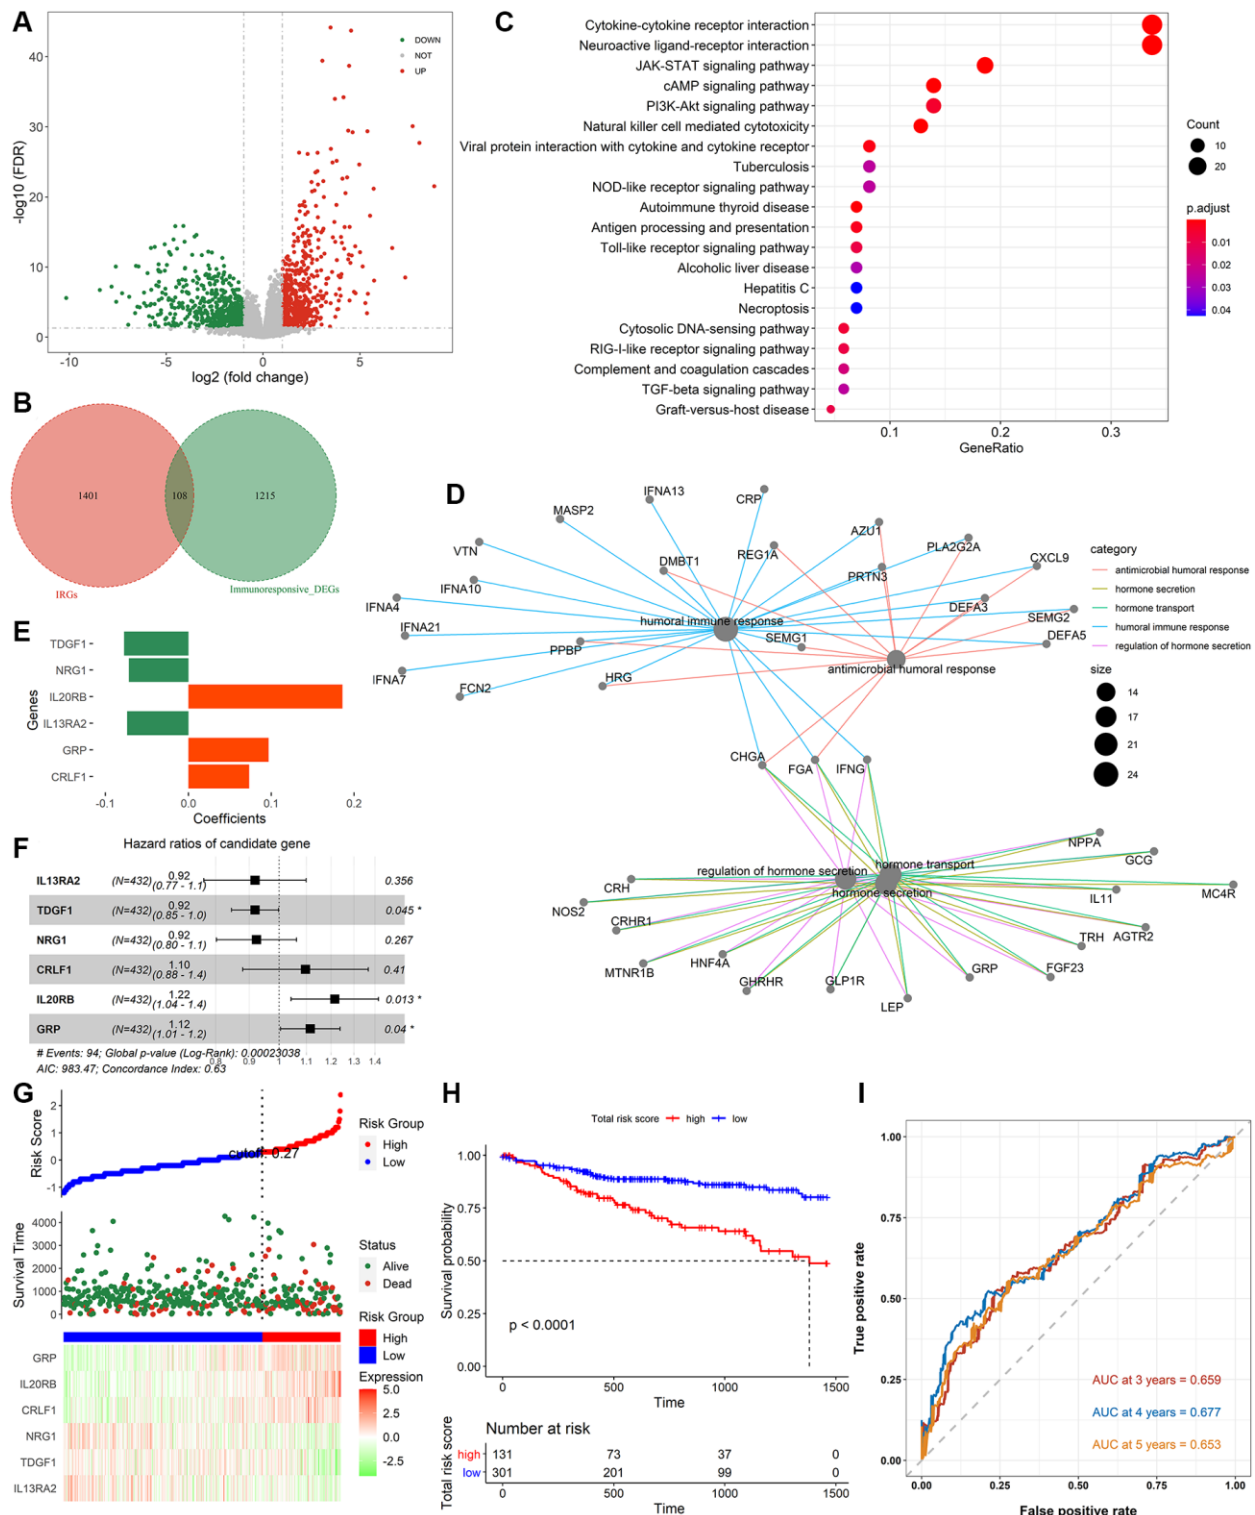 A
DOWN
NOT
UP
-log10 (FDR)
40
30
20
10
0
-10
-5
0
5
log2 (fold change)
C
Cytokine-cytokine receptor interaction
Neuroactive ligand-receptor interaction
JAK-STAT signaling pathway
cAMP signaling pathway
PI3K-Akt signaling pathway
Natural killer cell mediated cytotoxicity
Viral protein interaction with cytokine and cytokine receptor
Tuberculosis
NOD-like receptor signaling pathway
Autoimmune thyroid disease
Antigen processing and presentation
Toll-like receptor signaling pathway
Alcoholic liver disease
Hepatitis C
Necroptosis
Cytosolic DNA-sensing pathway
RIG-I-like receptor signaling pathway
Complement and coagulation cascades
TGF-beta signaling pathway
Graft-versus-host disease
0.1
0.2
0.3
GeneRatio
Count
10
20
p.adjust
0.01
0.02
0.03
0.04
B
1401
108
1215
IRGs
Immunoresponsive_DEGs
D
IFNA13
CRP
MASP2
AZU1
VTN
REG1A
PLA2G2A
DMBT1
CXCL9
PRTN3
IFNA10
IFNA4
DEFA3
SEMG2
humoral immune response
IFNA21
SEMG1
DEFA5
PPBP
antimicrobial humoral response
IFNA7
HRG
FCN2
CHGA
FGA
IFNG
NPPA
GCG
hormone transport
regulation of hormone secretion
hormone secretion
CRH
MC4R
IL11
NOS2
CRHR1
AGTR2
TRH
HNF4A
MTNR1B
GHRHR
GLP1R
GRP
FGF23
LEP
category
antimicrobial humoral response
hormone secretion
hormone transport
humoral immune response
regulation of hormone secretion
size
14
17
21
24
E
Genes
TDGF1
NRG1
IL20RB
IL13RA2
GRP
CRLF1
-0.1
0.0
0.1
0.2
Coefficients
F
Hazard ratios of candidate gene
IL13RA2 (N=432) 0.92 (0.77 - 1.1) 0.356
TDGF1 (N=432) 0.92 (0.85 - 1.0) 0.045 *
NRG1 (N=432) 0.92 (0.80 - 1.1) 0.267
CRLF1 (N=432) 1.10 (0.88 - 1.4) 0.41
IL20RB (N=432) 1.22 (1.04 - 1.4) 0.013 *
GRP (N=432) 1.12 (1.01 - 1.2) 0.04 *
# Events: 94; Global p-value (Log-Rank): 0.00023038
AIC: 983.47; Concordance Index: 0.63
0.8 0.9 1 1.1 1.2 1.3 1.4
G
Risk Score
2
1
0
-1
cutoff: 0.27
Risk Group
High
Low
Survival Time
4000
3000
2000
1000
0
Status
Alive
Dead
Risk Group
High
Low
Expression
5.0
2.5
0.0
-2.5
GRP
IL20RB
CRLF1
NRG1
TDGF1
IL13RA2
H
Total risk score high low
Survival probability
1.00
0.75
0.50
0.25
0.00
p < 0.0001
0 500 1000 1500
Time
Number at risk
Total risk score
high 131 73 37 0
low 301 201 99 0
0 500 1000 1500
Time
I
True positive rate
1.00
0.75
0.50
0.25
0.00
AUC at 3 years = 0.659
AUC at 4 years = 0.677
AUC at 5 years = 0.653
0.00 0.25 0.50 0.75 1.00
False positive rate